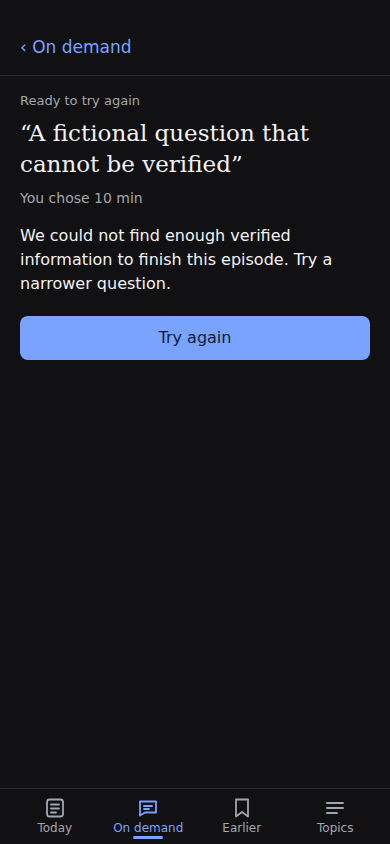 ‹ On demand
Ready to try again
“A fictional question that
cannot be verified”
You chose 10 min
We could not find enough verified
information to finish this episode. Try a
narrower question.
Try again
Today
On demand
Earlier
Topics